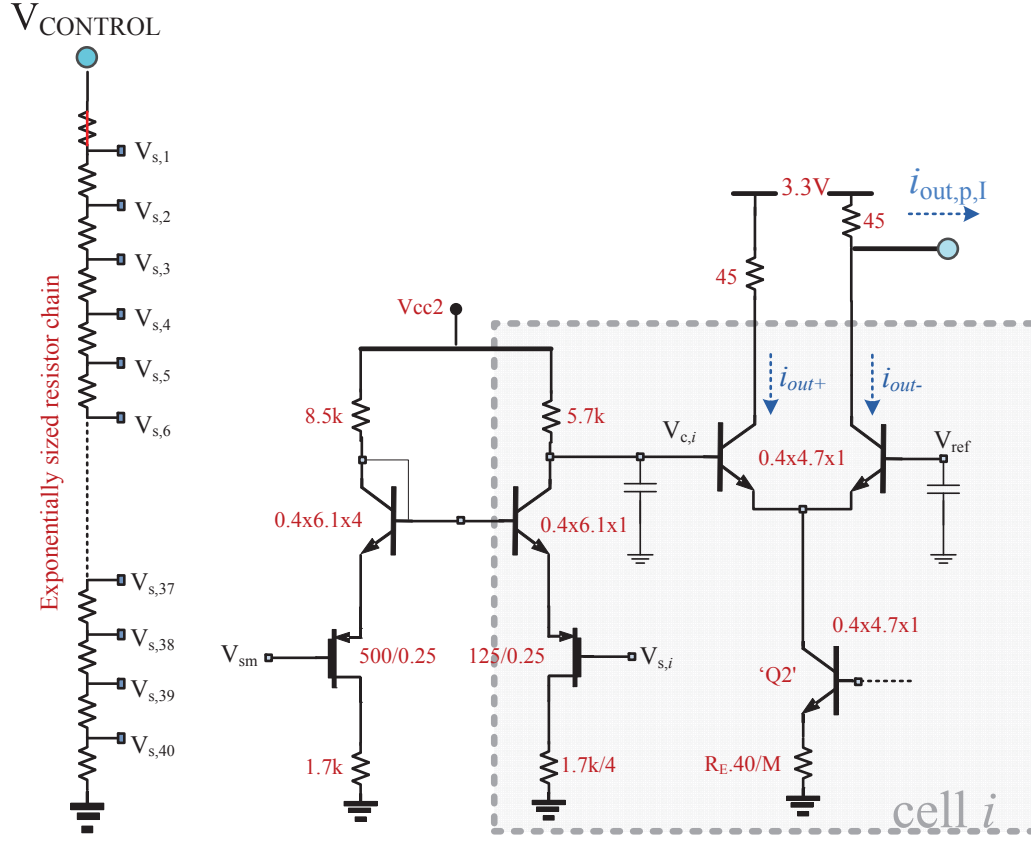 VCONTROL
Vs,1
Vs,2
Vs,3
Vs,4
Vs,5
Vs,6
Vs,37
Vs,38
Vs,39
Vs,40
Exponentially sized resistor chain
Vcc2
8.5k
5.7k
0.4x6.1x4
0.4x6.1x1
Vsm
500/0.25
125/0.25
Vs,i
1.7k
1.7k/4
3.3V
45
45
iout,p,I
iout+
iout-
Vc,i
0.4x4.7x1
Vref
0.4x4.7x1
‘Q2'
RE.40/M
cell i